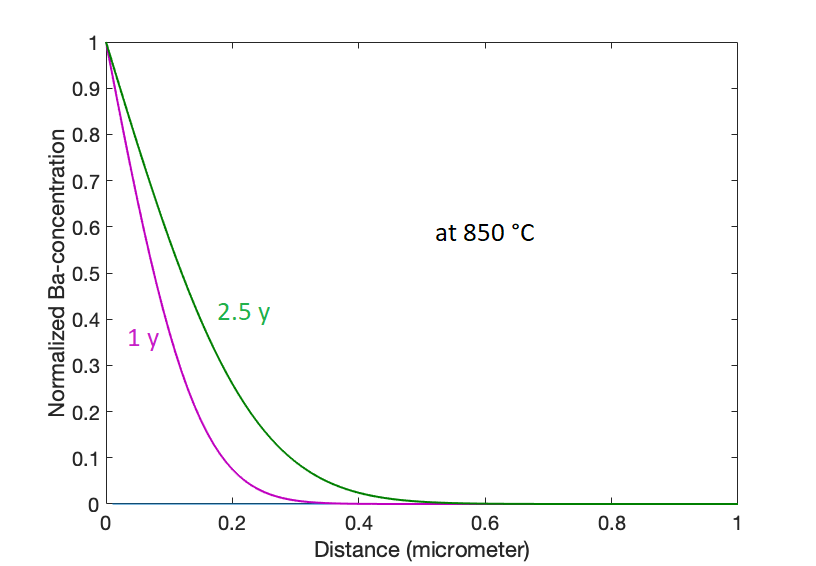 1
0.9
0.8
0.7
0.6
0.5
0.4
0.3
0.2
0.1
0
Normalized Ba-concentration
at 850 °C
2.5 y
1 y
0 0.2 0.4 0.6 0.8 1
Distance (micrometer)